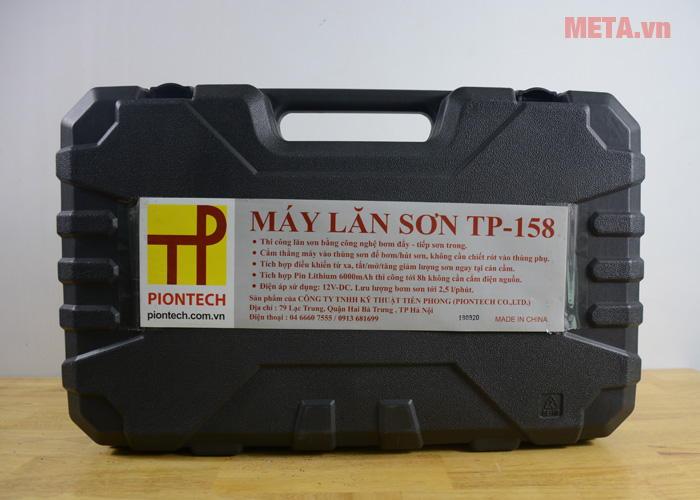 META.vn
MÁY LĂN SƠN TP-158
• Thi công lăn sơn bằng công nghệ bơm đẩy - tiếp sơn trong.
• Cắm thẳng máy vào thùng sơn để bơm/hút sơn, không cần chiết rót vào thùng phụ.
• Tích hợp điều khiển từ xa, tắt/mở/tăng giảm lượng sơn ngay tại cán cầm.
• Tích hợp Pin Lithium 6000mAh thi công tới 8h không cần cắm điện nguồn.
• Điện áp sử dụng: 12V-DC. Lưu lượng bơm sơn tới 2,5 l/phút.
Sản phẩm của CÔNG TY TNHH KỸ THUẬT TIÊN PHONG (PIONTECH CO.,LTD.)
Địa chỉ : 79 Lạc Trung, Quận Hai Bà Trưng , TP Hà Nội
Điện thoại : 04 6660 7555 / 0913 681699
190920
MADE IN CHINA
TP
PIONTECH
piontech.com.vn